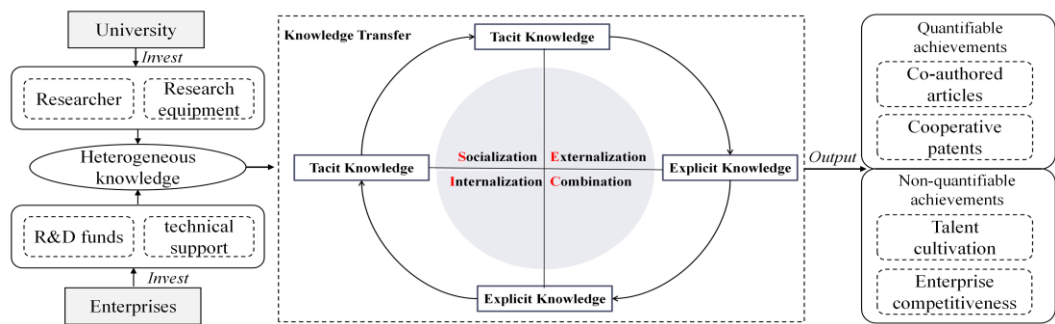 University
Invest
Researcher
Research
equipment
Heterogeneous
knowledge
R&D funds
technical
support
Invest
Enterprises
Knowledge Transfer
Tacit Knowledge
Socialization
Externalization
Tacit Knowledge
Explicit Knowledge
Internalization
Combination
Explicit Knowledge
Output
Quantifiable
achievements
Co-authored
articles
Cooperative
patents
Non-quantifiable
achievements
Talent
cultivation
Enterprise
competitiveness